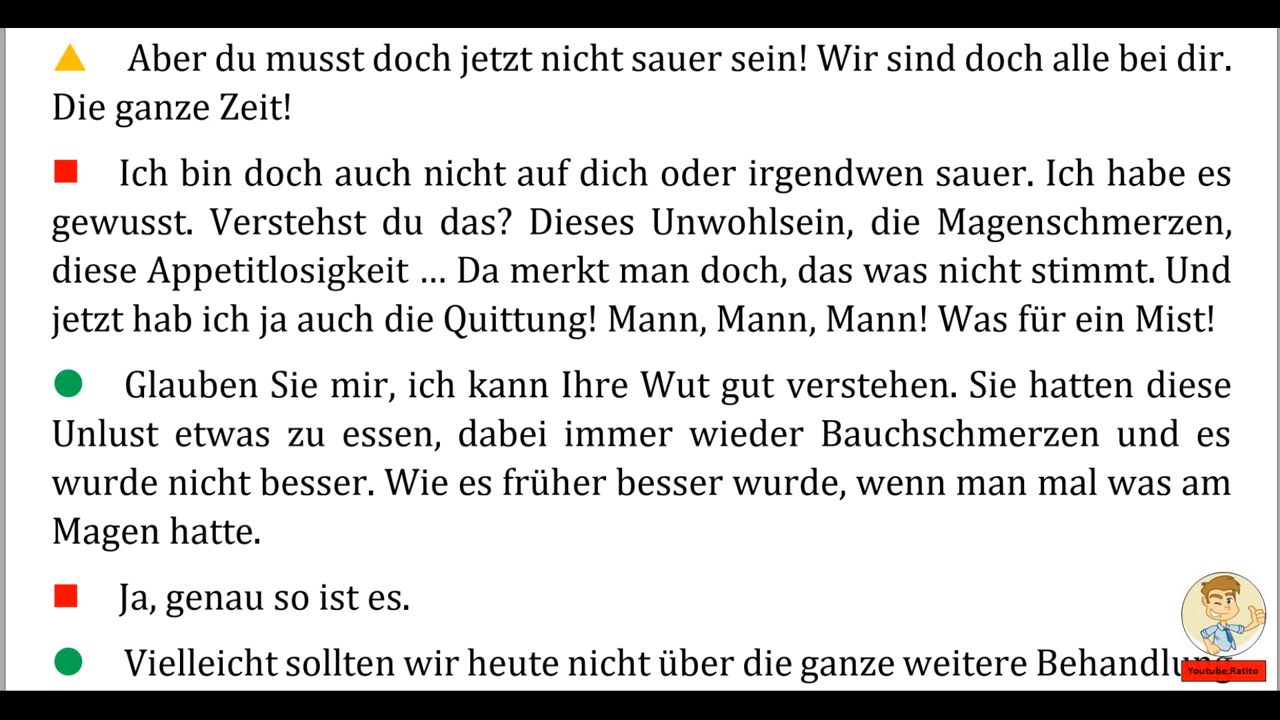 Aber du musst doch jetzt nicht sauer sein! Wir sind doch alle bei dir.
Die ganze Zeit!
Ich bin doch auch nicht auf dich oder irgendwen sauer. Ich habe es
gewusst. Verstehst du das? Dieses Unwohlsein, die Magenschmerzen,
diese Appetitlosigkeit ... Da merkt man doch, das was nicht stimmt. Und
jetzt hab ich ja auch die Quittung! Mann, Mann, Mann! Was für ein Mist!
Glauben Sie mir, ich kann Ihre Wut gut verstehen. Sie hatten diese
Unlust etwas zu essen, dabei immer wieder Bauchschmerzen und es
wurde nicht besser. Wie es früher besser wurde, wenn man mal was am
Magen hatte.
Ja, genau so ist es.
Vielleicht sollten wir heute nicht über die ganze weitere Behandlung
Youtube:Ratito